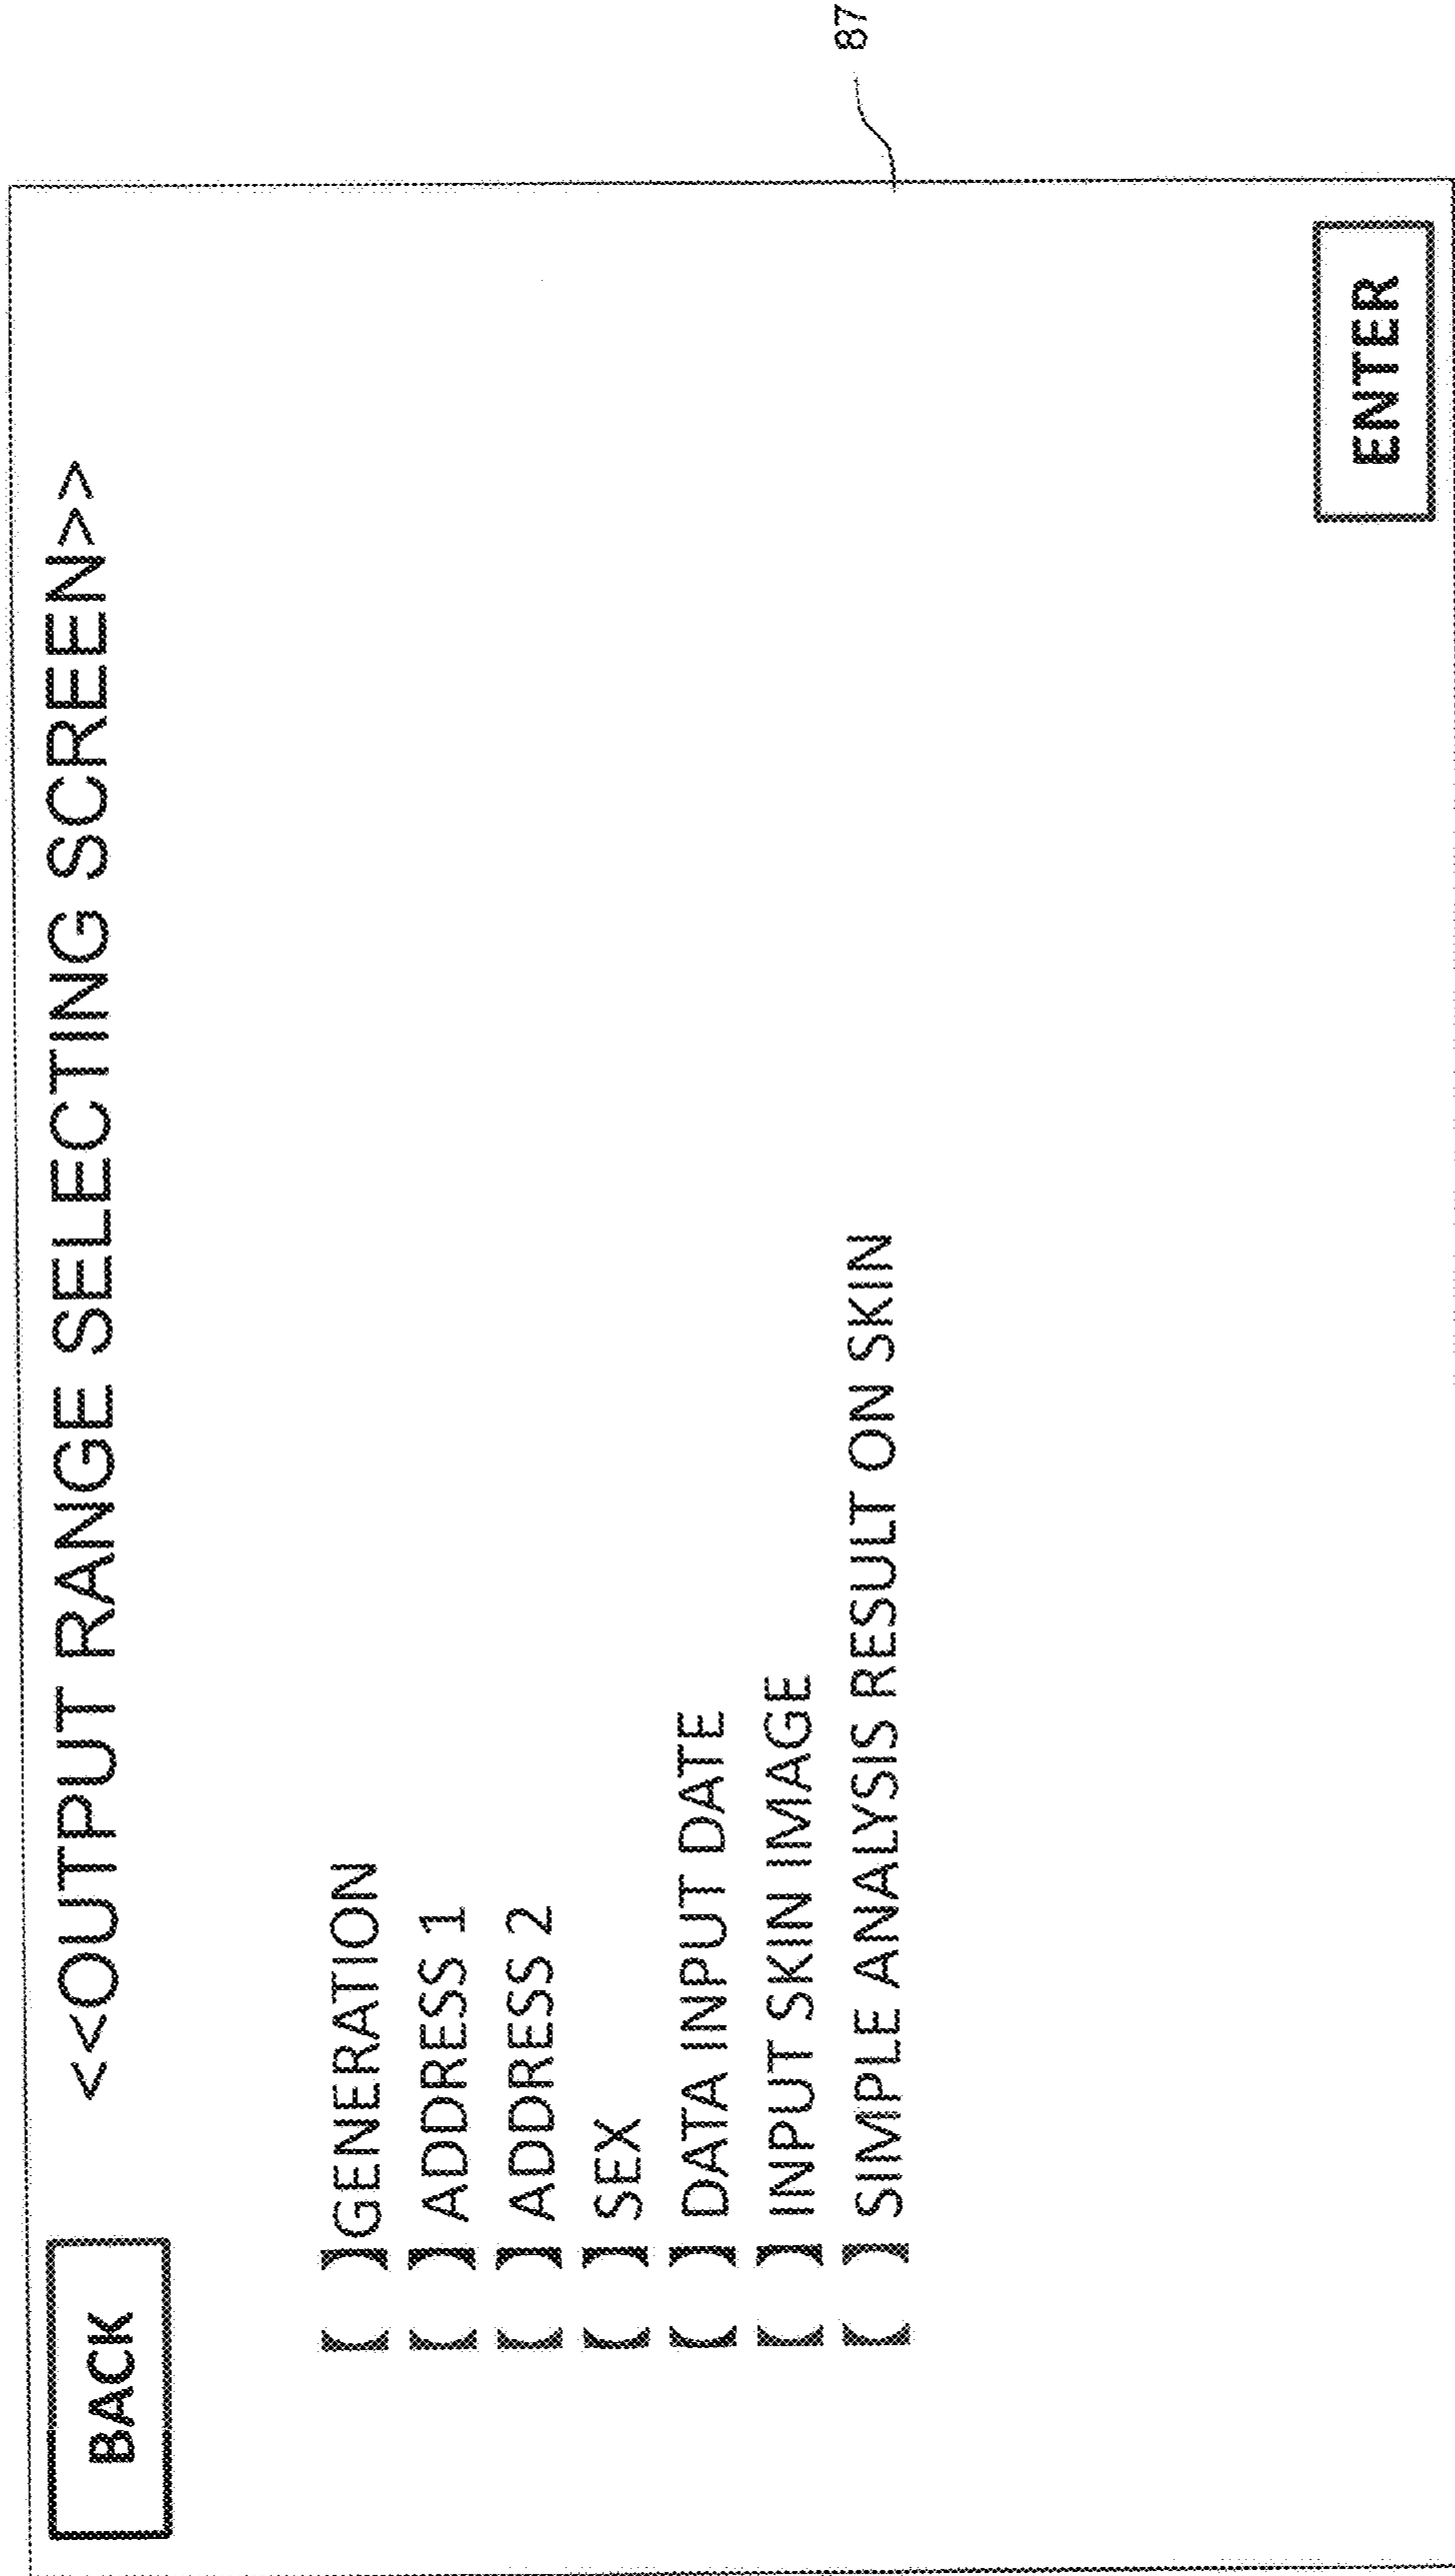 BACK
<<OUTPUT RANGE SELECTING SCREEN>>
【 】GENERATION
【 】ADDRESS 1
【 】ADDRESS 2
【 】SEX
【 】DATA INPUT DATE
【 】INPUT SKIN IMAGE
【 】SIMPLE ANALYSIS RESULT ON SKIN
ENTER
87